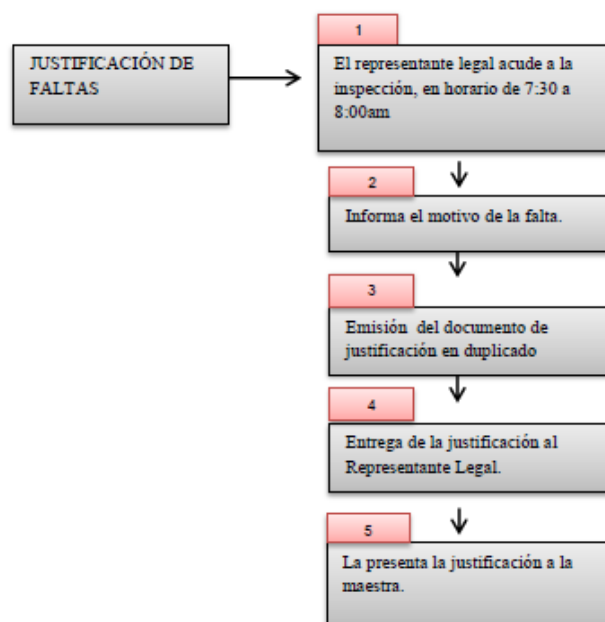 JUSTIFICACIÓN DE
FALTAS
1
El representante legal acude a la
inspección, en horario de 7:30 a
8:00am
2
Informa el motivo de la falta.
3
Emisión del documento de
justificación en duplicado
4
Entrega de la justificación al
Representante Legal.
5
La presenta la justificación a la
maestra.